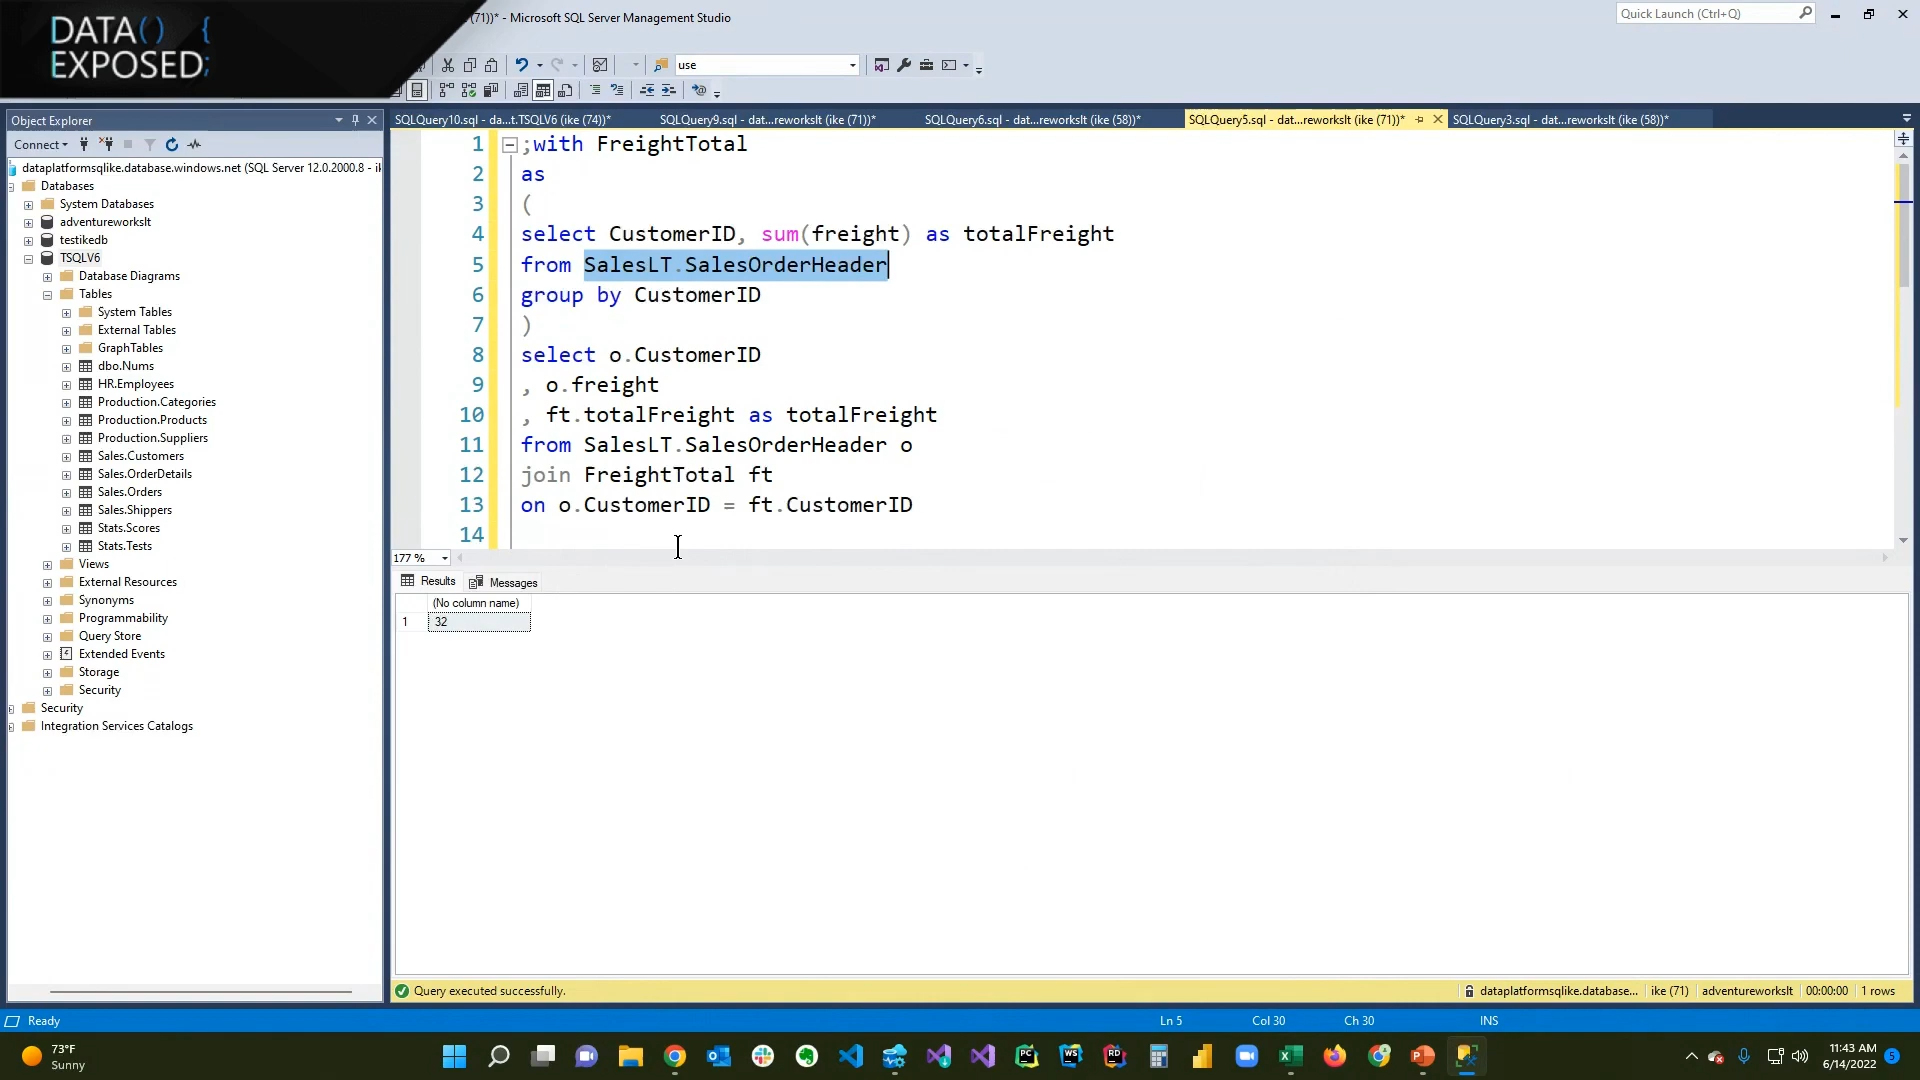 DATA() {
EXPOSED;
(71))* - Microsoft SQL Server Management Studio
Quick Launch (Ctrl+Q)
use
Object Explorer
Connect
dataplatformsqlike.database.windows.net (SQL Server 12.0.2000.8 - ik
Databases
System Databases
adventureworkslt
testikedb
TSQLV6
Database Diagrams
Tables
System Tables
External Tables
GraphTables
dbo.Nums
HR.Employees
Production.Categories
Production.Products
Production.Suppliers
Sales.Customers
Sales.OrderDetails
Sales.Orders
Sales.Shippers
Stats.Scores
Stats.Tests
Views
External Resources
Synonyms
Programmability
Query Store
Extended Events
Storage
Security
Security
Integration Services Catalogs
SQLQuery10.sql - da...t.TSQLV6 (ike (74))*
SQLQuery9.sql - dat...reworkslt (ike (71))*
SQLQuery6.sql - dat...reworkslt (ike (58))*
SQLQuery5.sql - dat...reworkslt (ike (71))*
SQLQuery3.sql - dat...reworkslt (ike (58))*
1 ;with FreightTotal
2 as
3 (
4 select CustomerID, sum(freight) as totalFreight
5 from SalesLT.SalesOrderHeader
6 group by CustomerID
7 )
8 select o.CustomerID
9 , o.freight
10 , ft.totalFreight as totalFreight
11 from SalesLT.SalesOrderHeader o
12 join FreightTotal ft
13 on o.CustomerID = ft.CustomerID
14
177 %
Results Messages
(No column name)
1 32
Query executed successfully.
dataplatformsqlike.database... ike (71) adventureworkslt 00:00:00 1 rows
Ready
Ln 5 Col 30 Ch 30 INS
73°F
Sunny
11:43 AM
6/14/2022
5